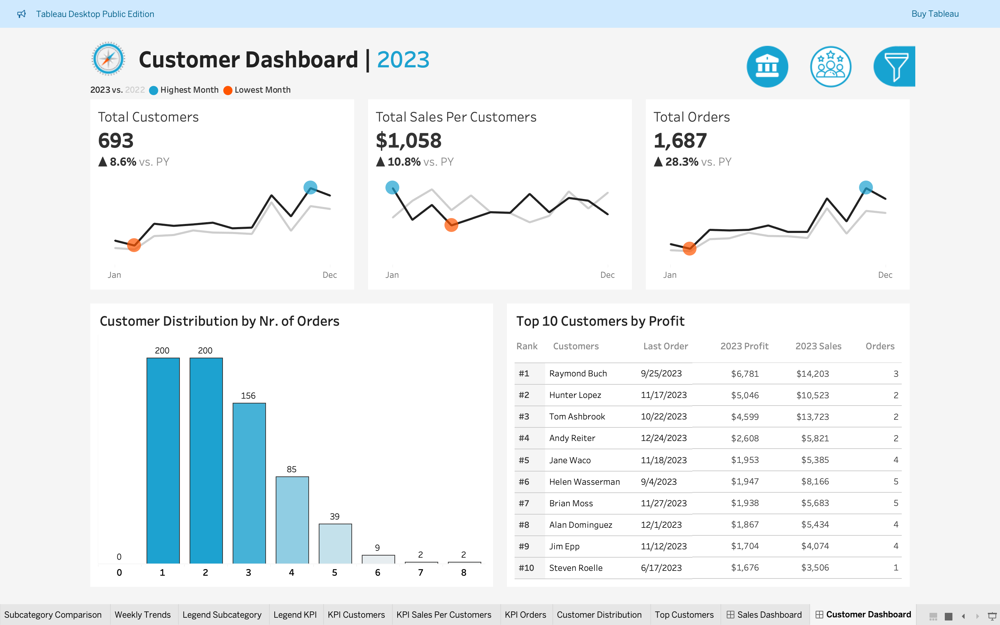 Tableau Desktop Public Edition
Buy Tableau
Customer Dashboard | 2023
2023 vs. 2022 Highest Month Lowest Month
Total Customers
693
▲ 8.6% vs. PY
Jan Dec
Total Sales Per Customers
$1,058
▲ 10.8% vs. PY
Jan Dec
Total Orders
1,687
▲ 28.3% vs. PY
Jan Dec
Customer Distribution by Nr. of Orders
0 200 200 156 85 39 9 2 2
0 1 2 3 4 5 6 7 8
Top 10 Customers by Profit
Rank Customers Last Order 2023 Profit 2023 Sales Orders
#1 Raymond Buch 9/25/2023 $6,781 $14,203 3
#2 Hunter Lopez 11/17/2023 $5,046 $10,523 2
#3 Tom Ashbrook 10/22/2023 $4,599 $13,723 2
#4 Andy Reiter 12/24/2023 $2,608 $5,821 2
#5 Jane Waco 11/18/2023 $1,953 $5,385 4
#6 Helen Wasserman 9/4/2023 $1,947 $8,166 5
#7 Brian Moss 11/27/2023 $1,938 $5,683 5
#8 Alan Dominguez 12/1/2023 $1,867 $5,434 4
#9 Jim Epp 11/12/2023 $1,704 $4,074 4
#10 Steven Roelle 6/17/2023 $1,676 $3,506 1
Subcategory Comparison Weekly Trends Legend Subcategory Legend KPI KPI Customers KPI Sales Per Customers KPI Orders Customer Distribution Top Customers Sales Dashboard Customer Dashboard